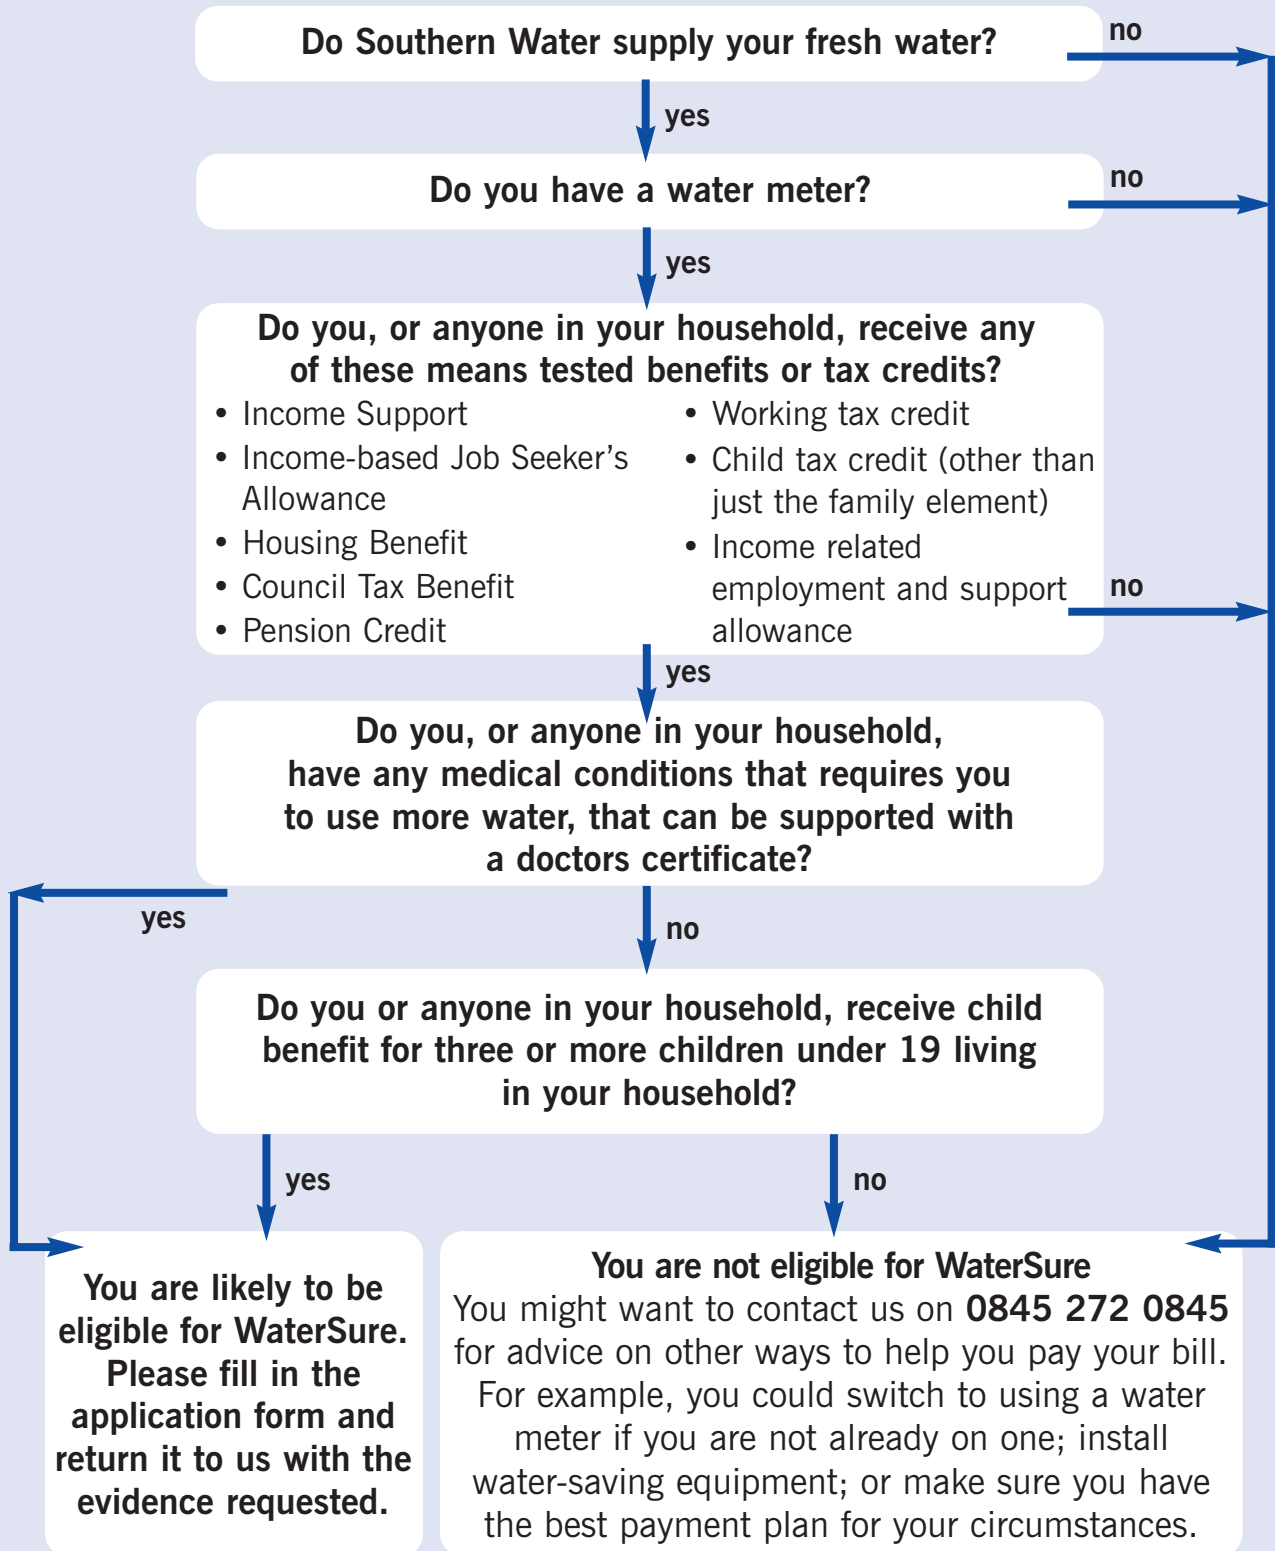 Do Southern Water supply your fresh water?
no
yes
Do you have a water meter?
no
yes
Do you, or anyone in your household, receive any
of these means tested benefits or tax credits?
• Income Support
• Income-based Job Seeker's
Allowance
• Housing Benefit
• Council Tax Benefit
• Pension Credit
• Working tax credit
• Child tax credit (other than
just the family element)
• Income related
employment and support
allowance
no
yes
Do you, or anyone in your household,
have any medical conditions that requires you
to use more water, that can be supported with
a doctors certificate?
yes
no
Do you or anyone in your household, receive child
benefit for three or more children under 19 living
in your household?
yes
no
You are likely to be
eligible for WaterSure.
Please fill in the
application form and
return it to us with the
evidence requested.
You are not eligible for WaterSure
You might want to contact us on 0845 272 0845
for advice on other ways to help you pay your bill.
For example, you could switch to using a water
meter if you are not already on one; install
water-saving equipment; or make sure you have
the best payment plan for your circumstances.